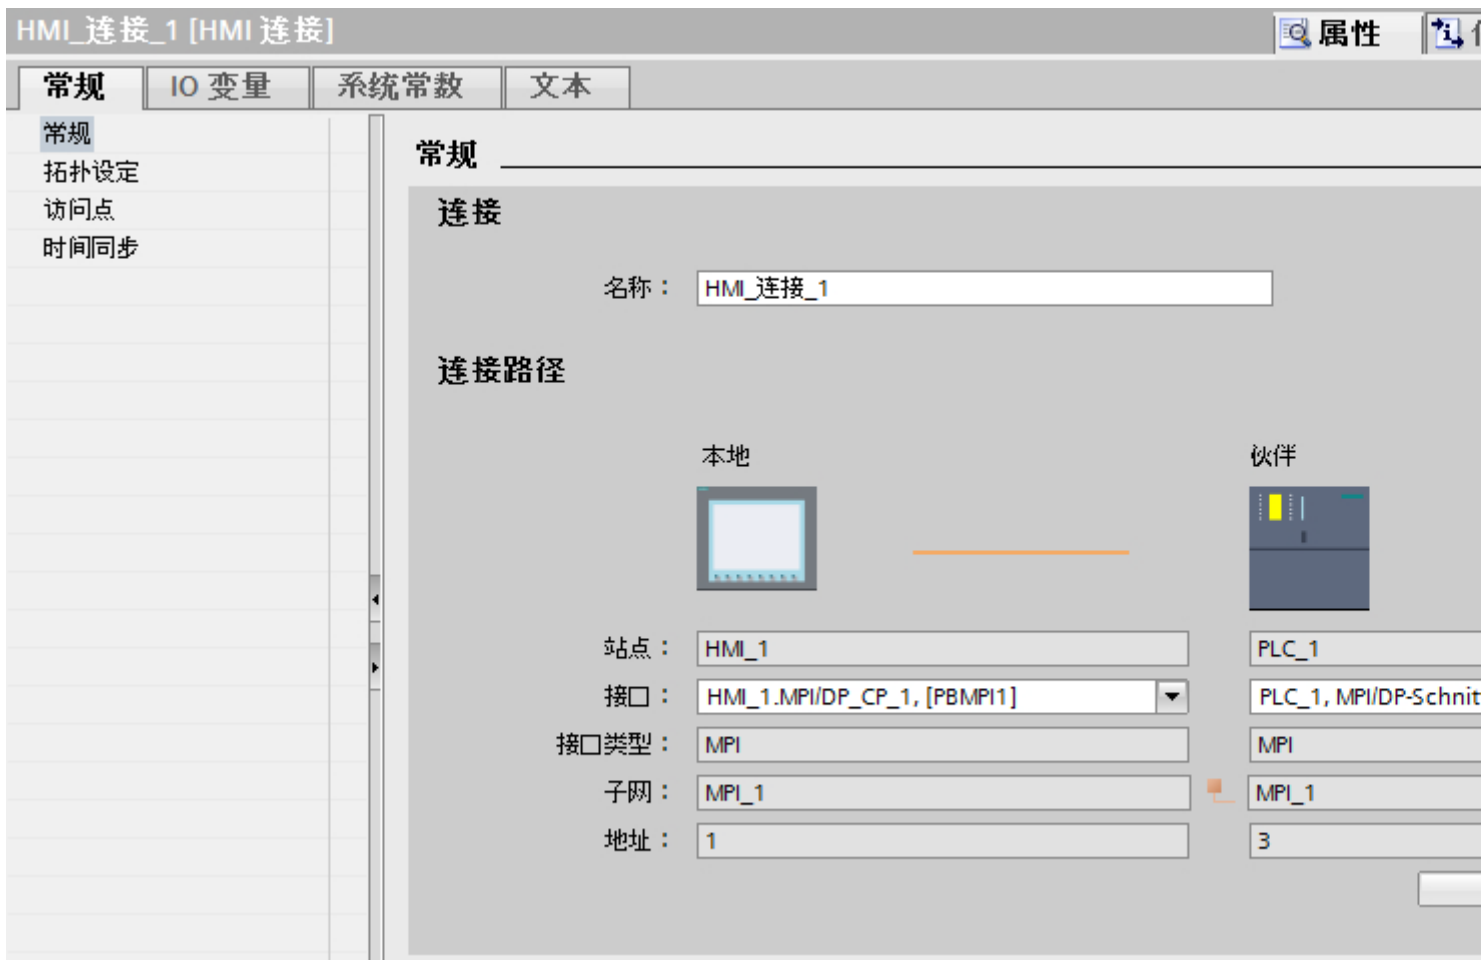 HMI_连接_1 [HMI 连接]
属性
常规 IO 变量 系统常数 文本
常规
拓扑设定
访问点
时间同步
常规
连接
名称： HMI_连接_1
连接路径
本地 伙伴
站点： HMI_1 PLC_1
接口： HMI_1.MPI/DP_CP_1, [PBMPI1] PLC_1, MPI/DP-Schnit
接口类型： MPI MPI
子网： MPI_1 MPI_1
地址： 1 3